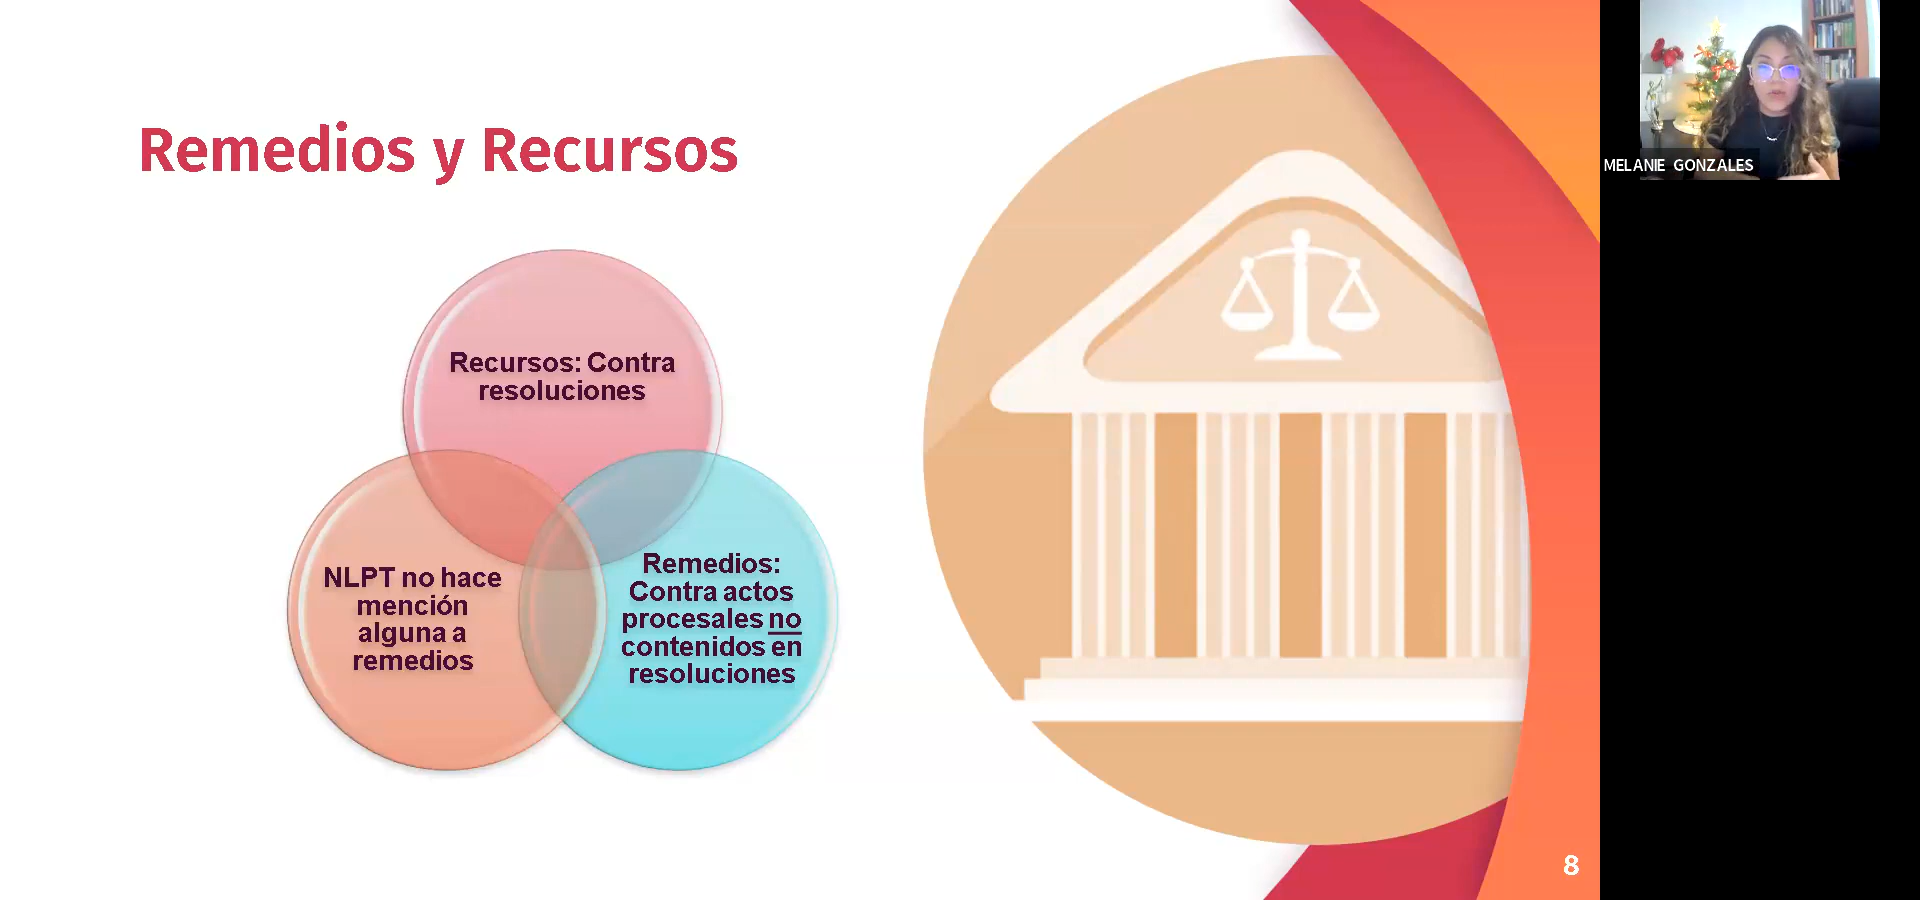 Remedios y Recursos
Recursos: Contra
resoluciones
NLPT no hace
mención
alguna a
remedios
Remedios:
Contra actos
procesales no
contenidos en
resoluciones
8
MELANIE GONZALES